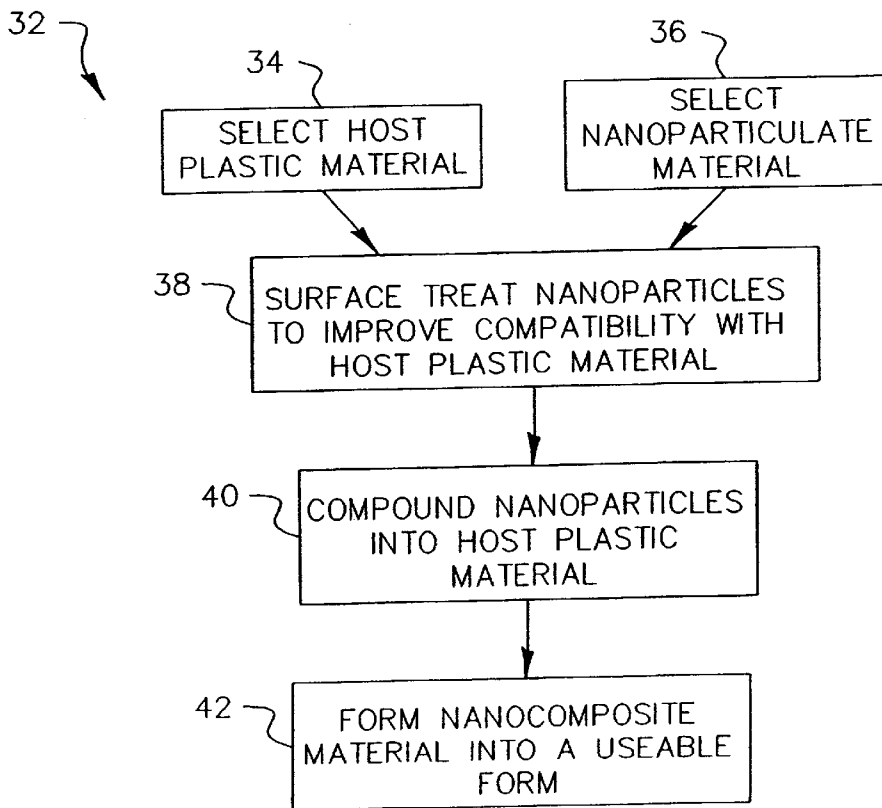 32
34
36
SELECT HOST
PLASTIC MATERIAL
SELECT
NANOPARTICULATE
MATERIAL
38
SURFACE TREAT NANOPARTICLES
TO IMPROVE COMPATIBILITY WITH
HOST PLASTIC MATERIAL
40
COMPOUND NANOPARTICLES
INTO HOST PLASTIC
MATERIAL
42
FORM NANOCOMPOSITE
MATERIAL INTO A USEABLE
FORM